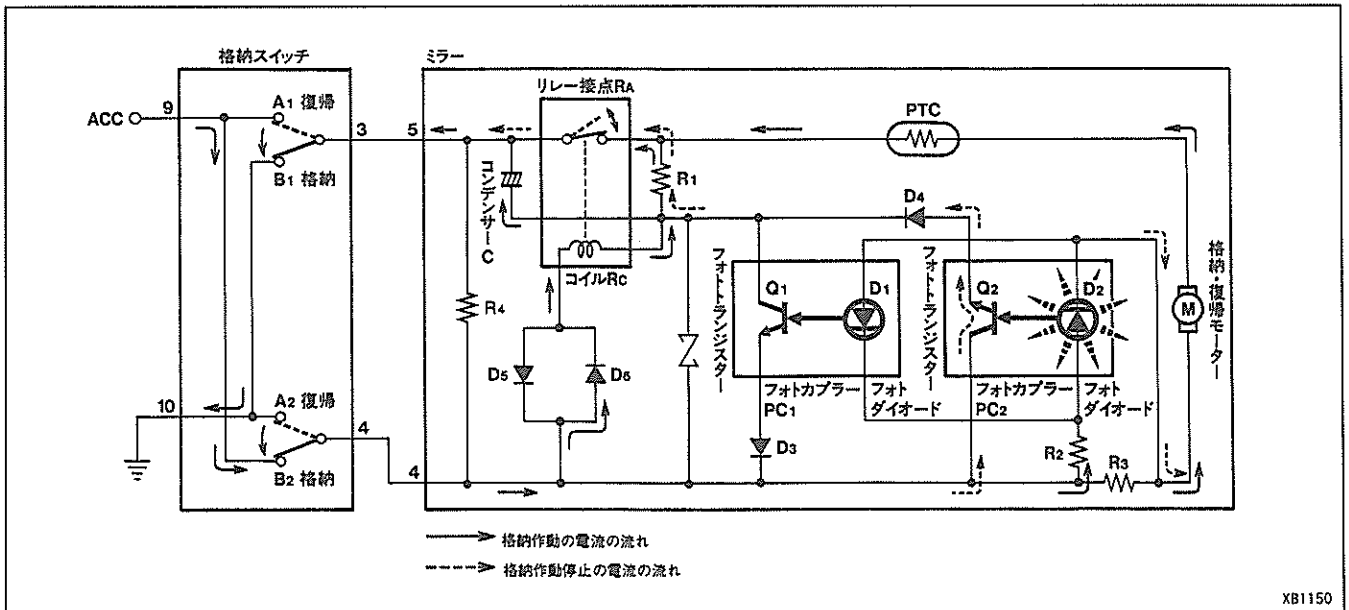 格納スイッチ
ミラー
リレー接点RA
PTC
ACC
9
A1 復帰
3
5
B1 格納
コンデンサーC
R1
D4
コイルRC
R4
フォトトランジスター
Q1
D1
フォトトランジスター
Q2
D2
格納・復帰モーター
M
D5
D6
フォトカプラー
PC1
フォト
ダイオード
フォトカプラー
PC2
フォト
ダイオード
10
A2 復帰
4
B2 格納
4
D3
R2
R3
格納作動の電流の流れ
格納作動停止の電流の流れ
XB1150